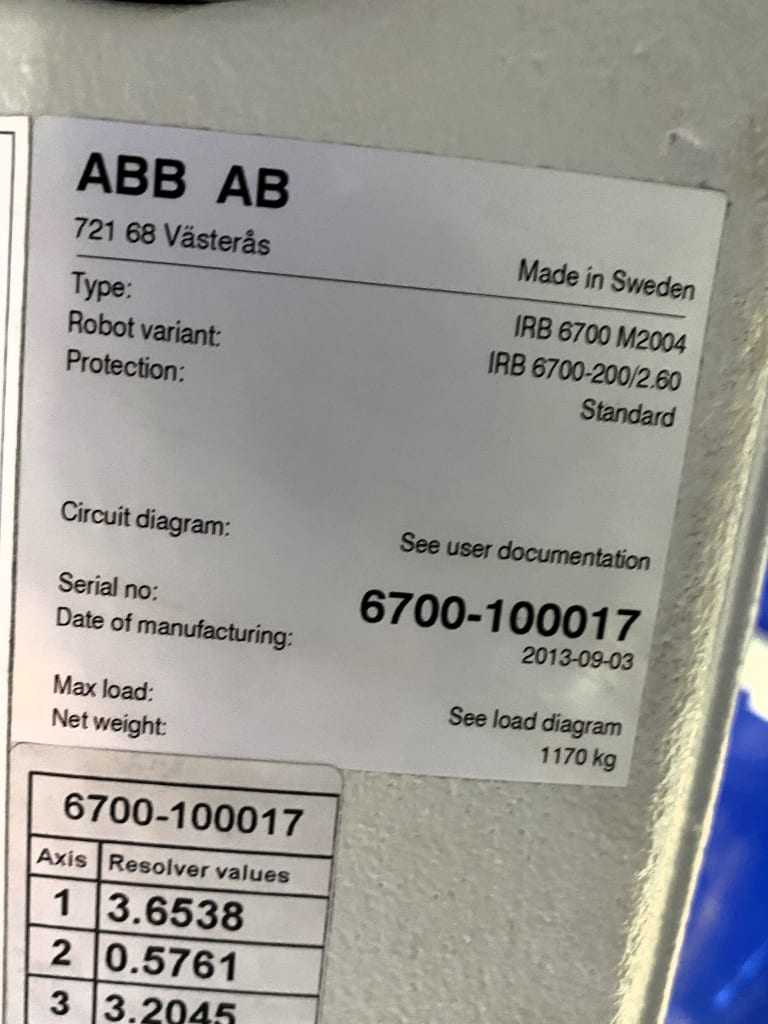 ABB AB
721 68 Västerås
Made in Sweden
Type: IRB 6700 M2004
Robot variant: IRB 6700-200/2.60
Protection: Standard
Circuit diagram: See user documentation
Serial no: 6700-100017
Date of manufacturing: 2013-09-03
Max load: See load diagram
Net weight: 1170 kg
6700-100017
Axis Resolver values
1 3.6538
2 0.5761
3 3.2045